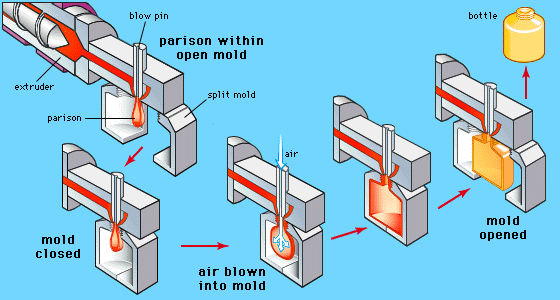 blow pin
parison within
open mold
extruder
split mold
parison
bottle
mold
closed
air
air blown
into mold
mold
opened